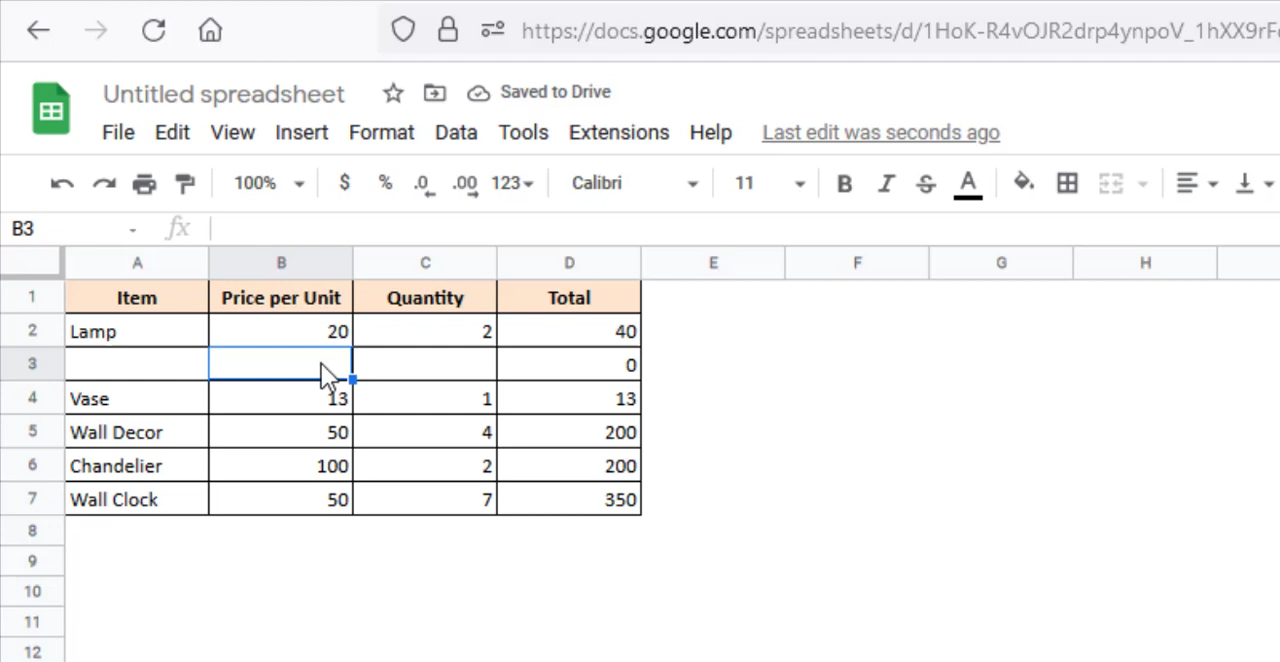 https://docs.google.com/spreadsheets/d/1HoK-R4vOJR2drp4ynpoV_1hXX9rF
Untitled spreadsheet Saved to Drive
File Edit View Insert Format Data Tools Extensions Help Last edit was seconds ago
100% $ % .0 .00 123 Calibri 11 B I S A
B3 fx
A B C D E F G H
1 Item Price per Unit Quantity Total
2 Lamp 20 2 40
3 0
4 Vase 13 1 13
5 Wall Decor 50 4 200
6 Chandelier 100 2 200
7 Wall Clock 50 7 350
8
9
10
11
12